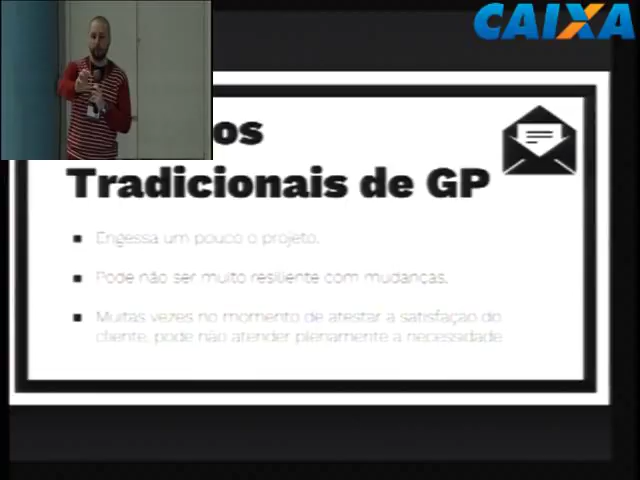 CAIXA
os
Tradicionais de GP
Engessa um pouco o projeto.
Pode não ser muito resiliente com mudanças.
Muitas vezes no momento de atestar a satisfação do
cliente, pode não atender plenamente a necessidade